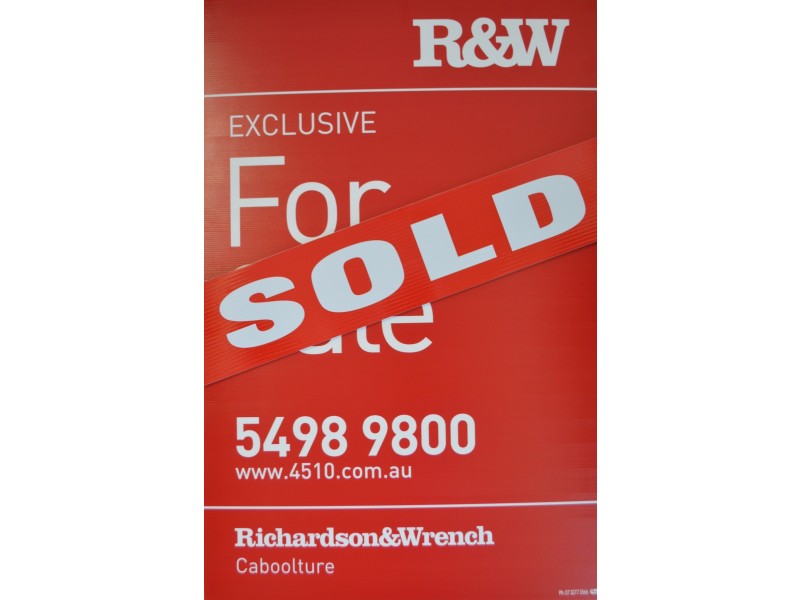 R&W
EXCLUSIVE
For
SOLD
5498 9800
www.4510.com.au
Richardson&Wrench
Caboolture